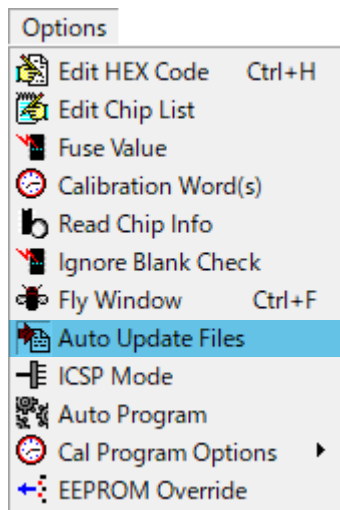 Options
Edit HEX Code Ctrl+H
Edit Chip List
Fuse Value
Calibration Word(s)
Read Chip Info
Ignore Blank Check
Fly Window Ctrl+F
Auto Update Files
ICSP Mode
Auto Program
Cal Program Options
EEPROM Override